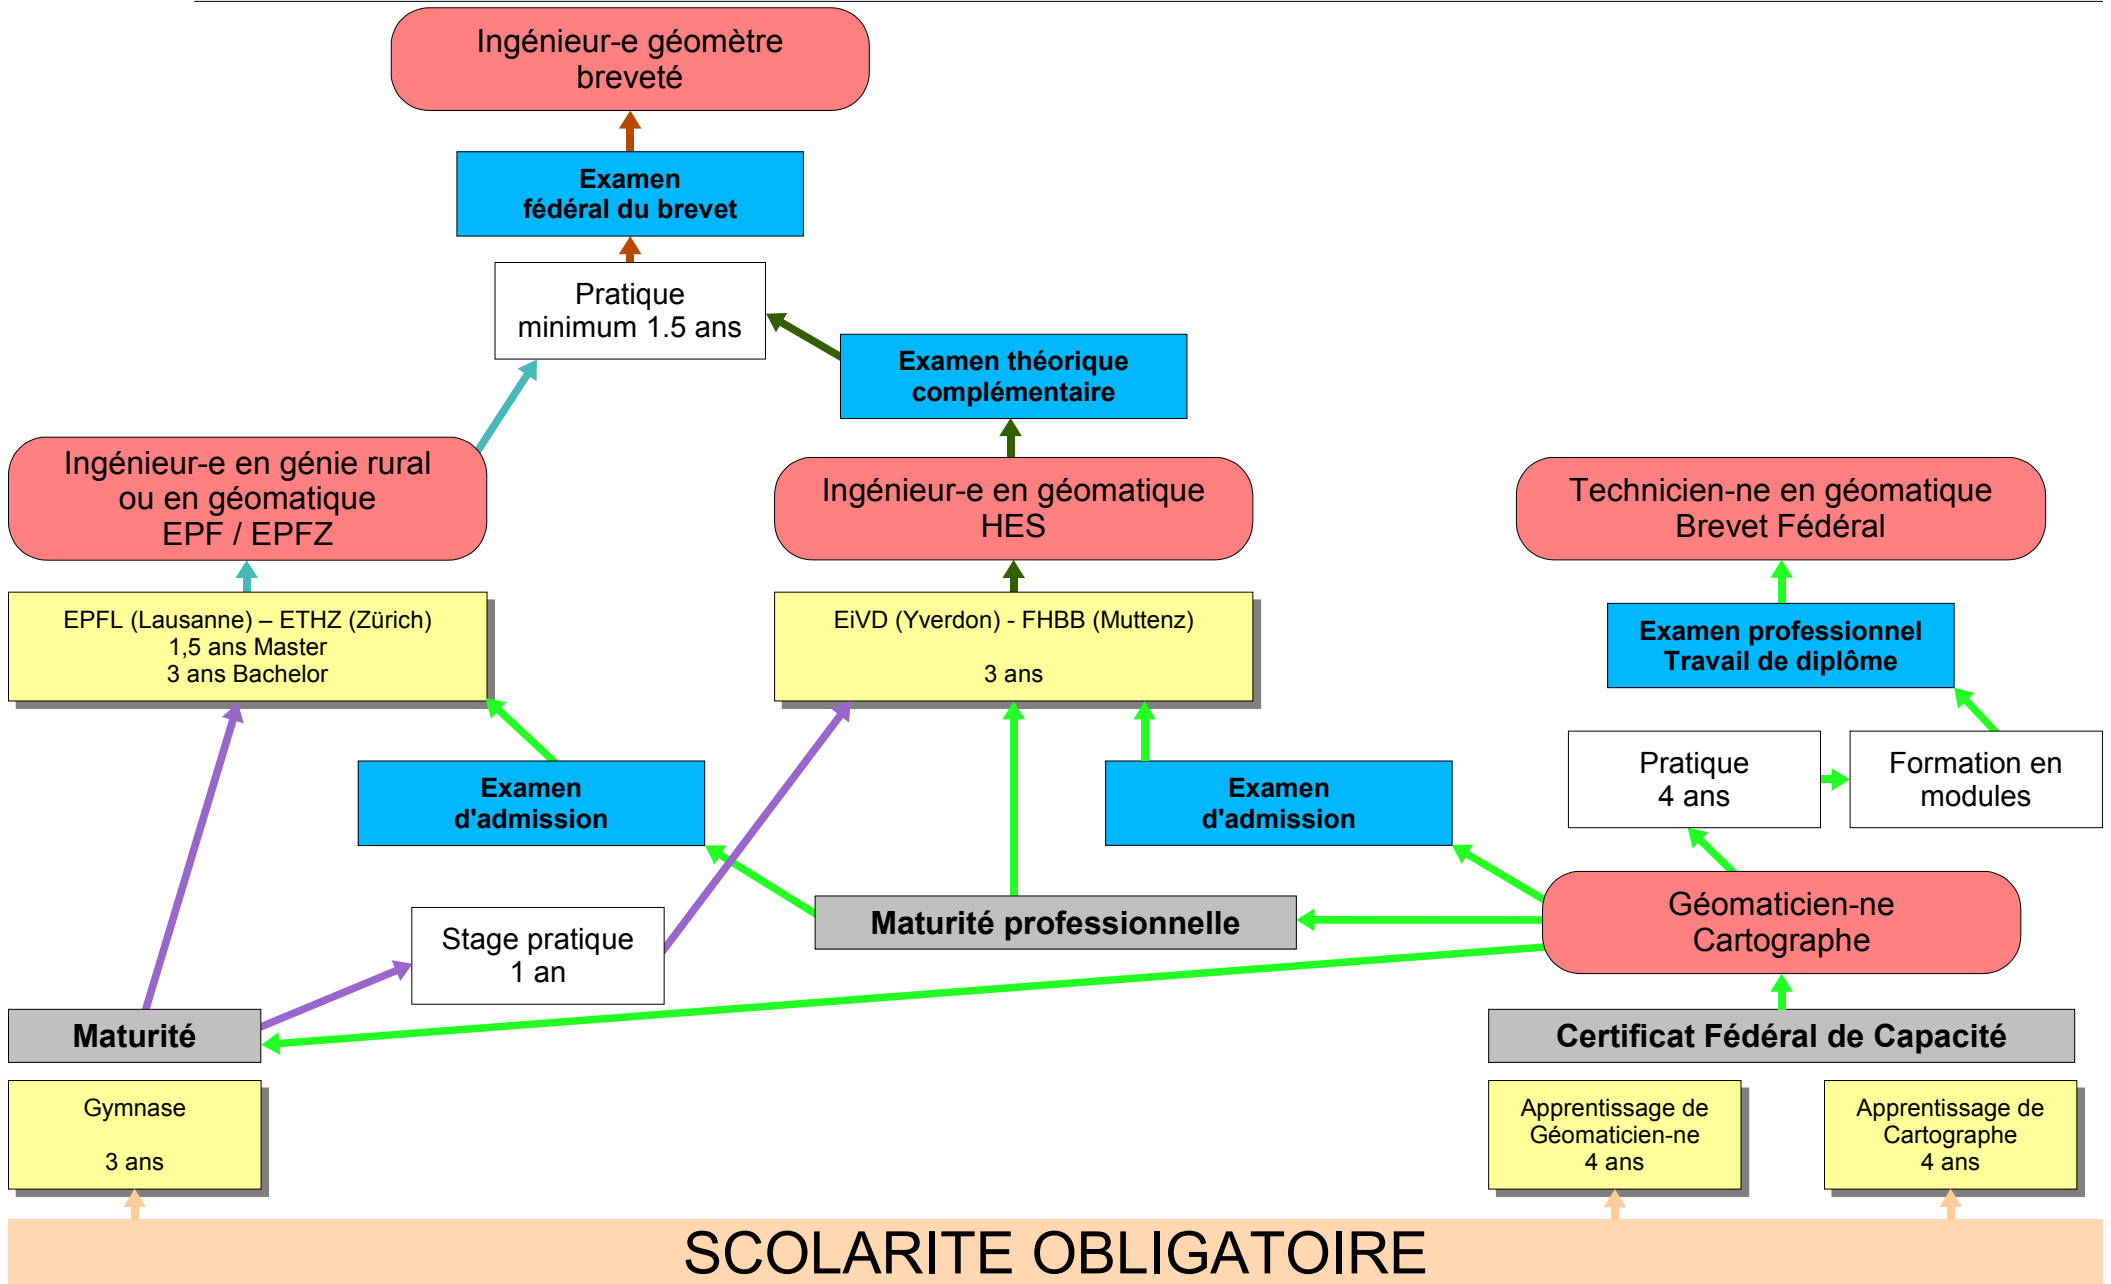 Ingénieur-e géomètre
breveté
Examen
fédéral du brevet
Pratique
minimum 1.5 ans
Examen théorique
complémentaire
Ingénieur-e en génie rural
ou en géomatique
EPF / EPFZ
Ingénieur-e en géomatique
HES
Technicien-ne en géomatique
Brevet Fédéral
EPFL (Lausanne) – ETHZ (Zürich)
1,5 ans Master
3 ans Bachelor
EiVD (Yverdon) - FHBB (Muttenz)
3 ans
Examen professionnel
Travail de diplôme
Examen
d'admission
Examen
d'admission
Pratique
4 ans
Formation en
modules
Stage pratique
1 an
Maturité professionnelle
Géomaticien-ne
Cartographe
Maturité
Certificat Fédéral de Capacité
Gymnase
3 ans
Apprentissage de
Géomaticien-ne
4 ans
Apprentissage de
Cartographe
4 ans
SCOLARITE OBLIGATOIRE